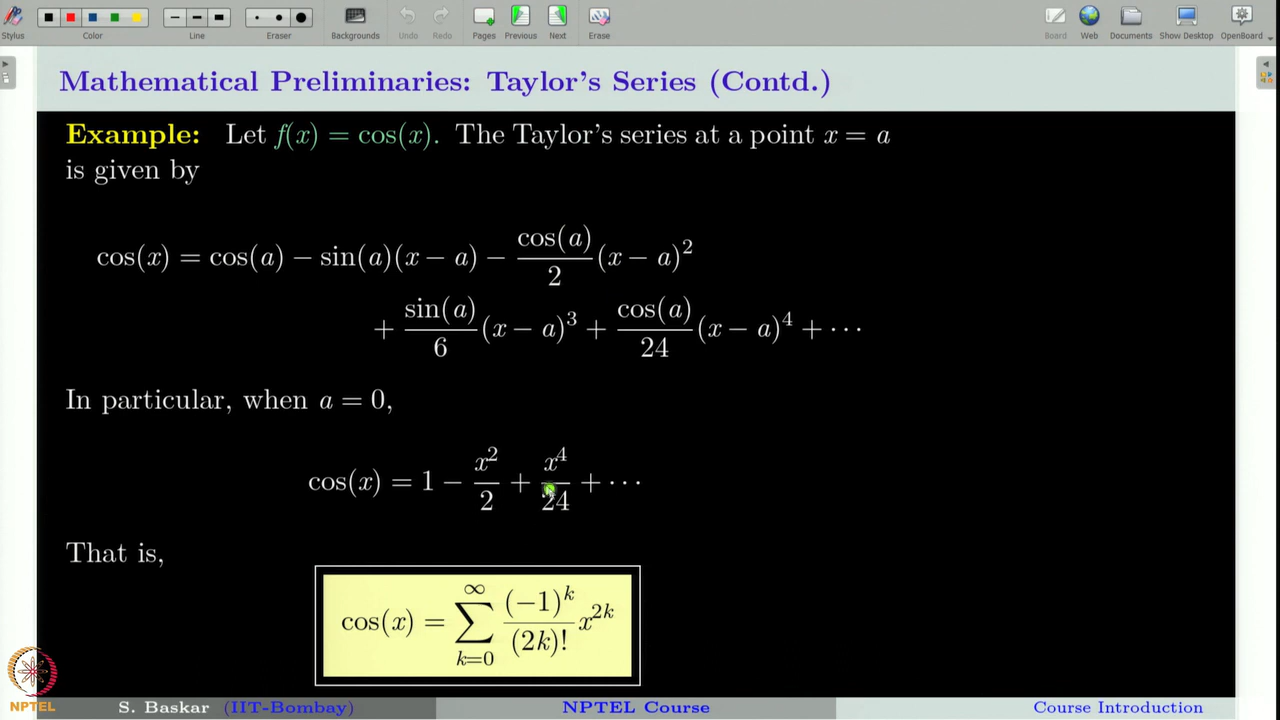 Stylus Color Line Eraser Backgrounds Undo Redo Pages Previous Next Erase Board Web Documents Show Desktop OpenBoard
Mathematical Preliminaries: Taylor's Series (Contd.)
Example: Let f(x) = cos(x). The Taylor's series at a point x = a
is given by
cos(x) = cos(a) − sin(a)(x − a) − cos(a)/2 (x − a)^2
+ sin(a)/6 (x − a)^3 + cos(a)/24 (x − a)^4 + ⋯
In particular, when a = 0,
cos(x) = 1 − x^2/2 + x^4/24 + ⋯
That is,
cos(x) = ∑_{k=0}^{∞} (−1)^k/(2k)! x^{2k}
NPTEL
S. Baskar (IIT-Bombay) NPTEL Course Course Introduction